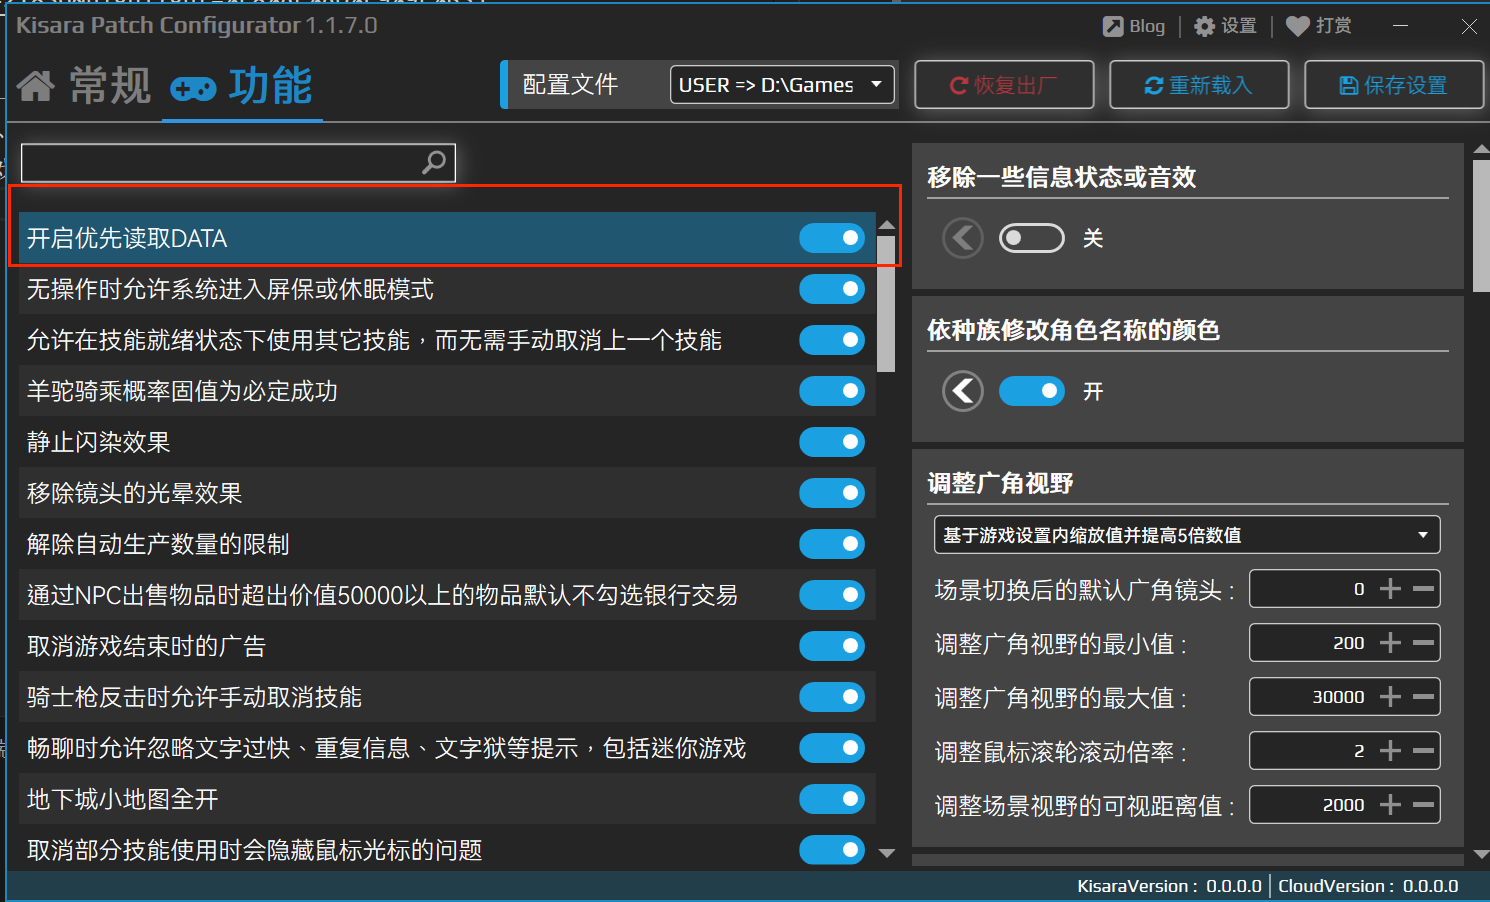 Kisara Patch Configurator 1.1.7.0
Blog
设置
打赏
常规
功能
配置文件
USER => D:\Games
恢复出厂
重新载入
保存设置
开启优先读取DATA
无操作时允许系统进入屏保或休眠模式
允许在技能就绪状态下使用其它技能，而无需手动取消上一个技能
羊驼骑乘概率固值为必定成功
静止闪染效果
移除镜头的光晕效果
解除自动生产数量的限制
通过NPC出售物品时超出价值50000以上的物品默认不勾选银行交易
取消游戏结束时的广告
骑士枪反击时允许手动取消技能
畅聊时允许忽略文字过快、重复信息、文字狱等提示，包括迷你游戏
地下城小地图全开
取消部分技能使用时会隐藏鼠标光标的问题
移除一些信息状态或音效
关
依种族修改角色名称的颜色
开
调整广角视野
基于游戏设置内缩放值并提高5倍数值
场景切换后的默认广角镜头： 0
调整广角视野的最小值： 200
调整广角视野的最大值： 30000
调整鼠标滚轮滚动倍率： 2
调整场景视野的可视距离值： 2000
KisaraVersion : 0.0.0.0
CloudVersion : 0.0.0.0